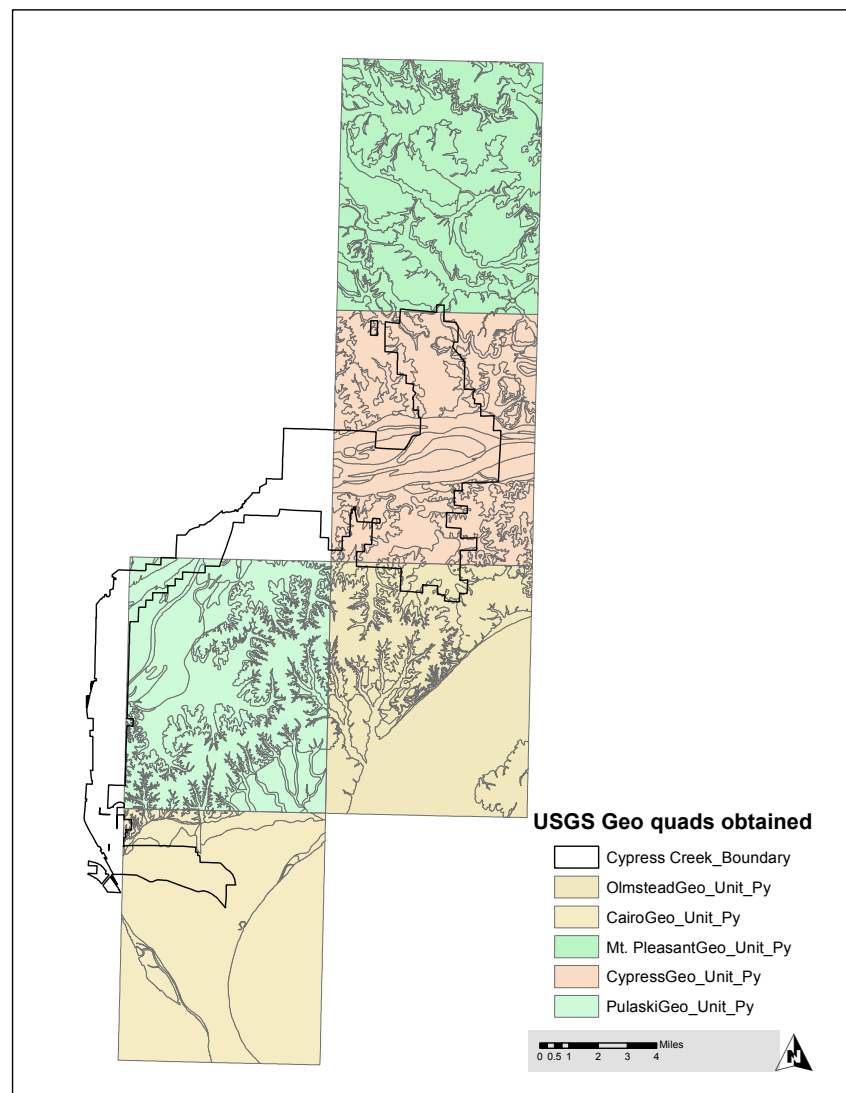 USGS Geo quads obtained
Cypress Creek_Boundary
OlmsteadGeo_Unit_Py
CairoGeo_Unit_Py
Mt. PleasantGeo_Unit_Py
CypressGeo_Unit_Py
PulaskiGeo_Unit_Py
Miles
0 0.5 1 2 3 4
N